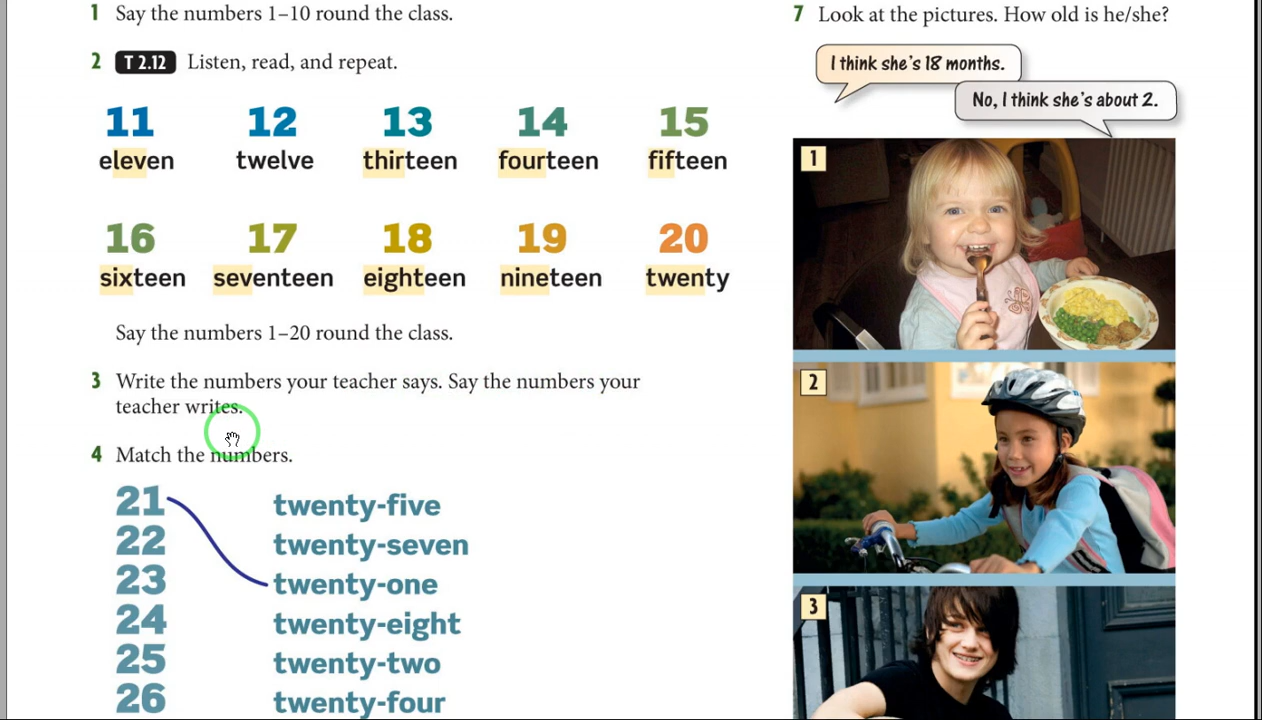 1 Say the numbers 1–10 round the class.
2 T 2.12 Listen, read, and repeat.
11 12 13 14 15
eleven twelve thirteen fourteen fifteen
16 17 18 19 20
sixteen seventeen eighteen nineteen twenty
Say the numbers 1–20 round the class.
3 Write the numbers your teacher says. Say the numbers your
teacher writes.
4 Match the numbers.
21 twenty-five
22 twenty-seven
23 twenty-one
24 twenty-eight
25 twenty-two
26 twenty-four
7 Look at the pictures. How old is he/she?
I think she's 18 months.
No, I think she's about 2.
1
2
3